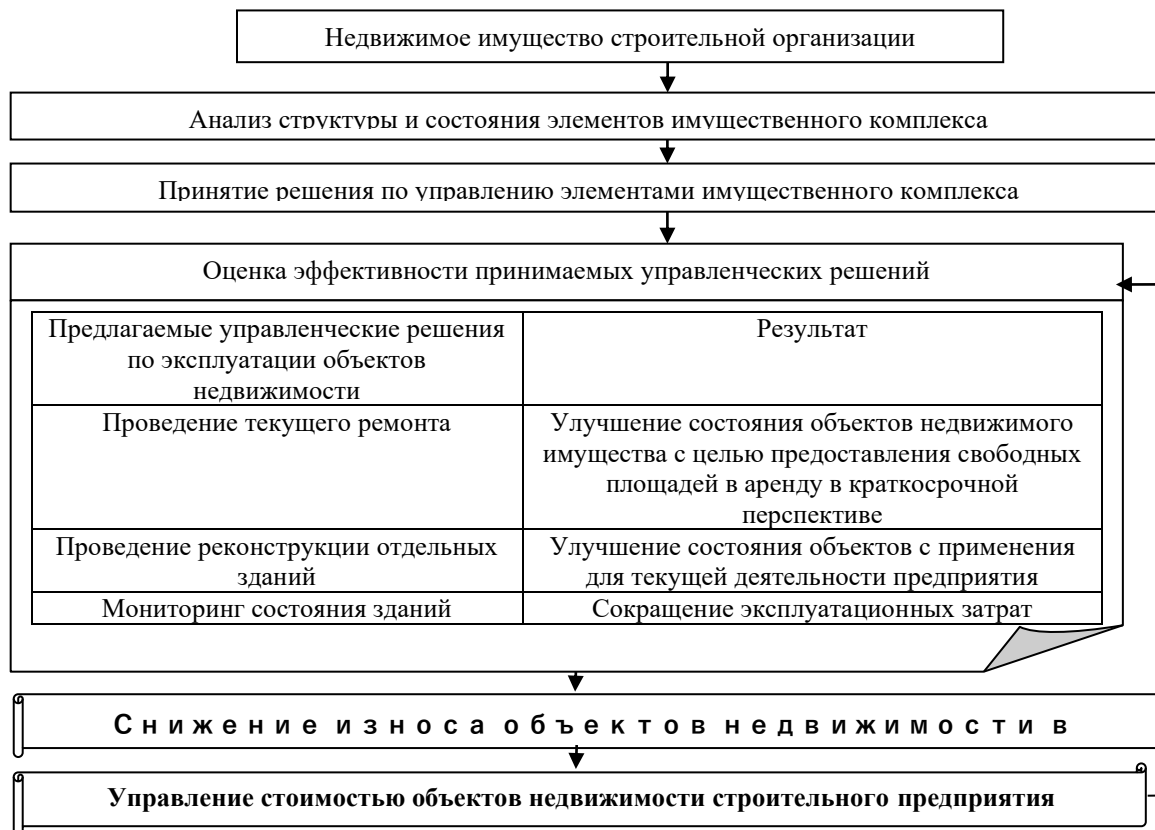 Недвижимое имущество строительной организации
Анализ структуры и состояния элементов имущественного комплекса
Принятие решения по управлению элементами имущественного комплекса
Оценка эффективности принимаемых управленческих решений
Предлагаемые управленческие решения
по эксплуатации объектов
недвижимости
Результат
Проведение текущего ремонта
Улучшение состояния объектов недвижимого
имущества с целью предоставления свободных
площадей в аренду в краткосрочной
перспективе
Проведение реконструкции отдельных
зданий
Улучшение состояния объектов с применения
для текущей деятельности предприятия
Мониторинг состояния зданий
Сокращение эксплуатационных затрат
Снижение износа объектов недвижимости в
Управление стоимостью объектов недвижимости строительного предприятия